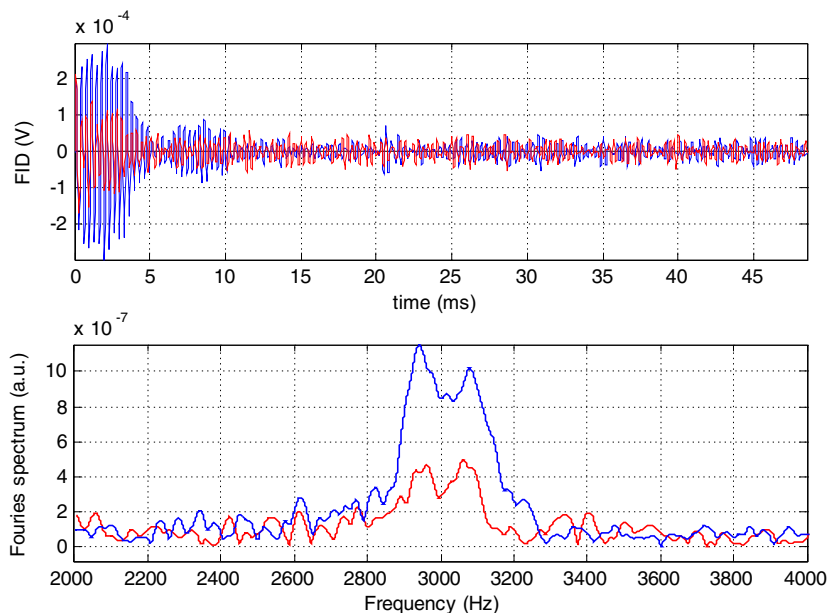 x 10 -4
2
1
0
-1
-2
FID (V)
0 5 10 15 20 25 30 35 40 45
time (ms)
x 10 -7
10
8
6
4
2
0
Fouries spectrum (a.u.)
2000 2200 2400 2600 2800 3000 3200 3400 3600 3800 4000
Frequency (Hz)